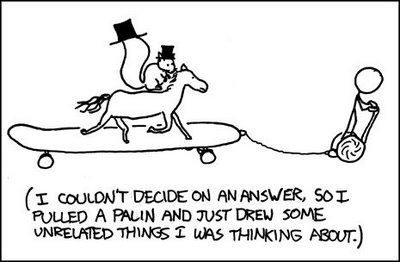 (I COULDN'T DECIDE ON AN ANSWER, SO I
PULLED A PALIN AND JUST DREW SOME
UNRELATED THINGS I WAS THINKING ABOUT.)